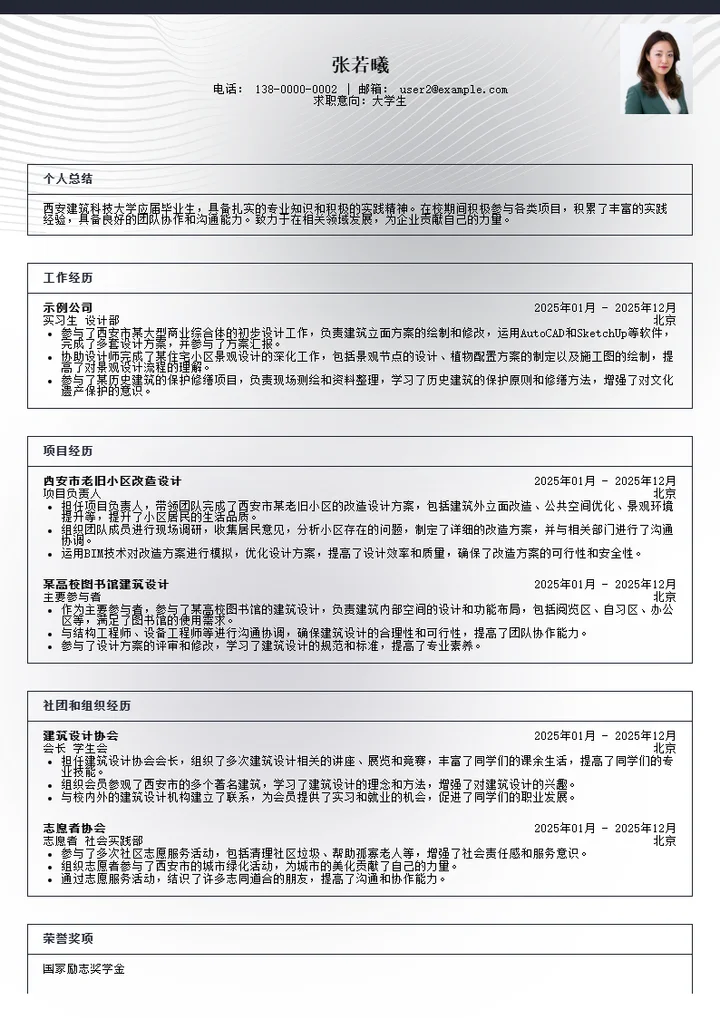 张若曦
电话： 138-0000-0002 | 邮箱： user2@example.com
求职意向：大学生
个人总结
西安建筑科技大学应届毕业生，具备扎实的专业知识和积极的实践精神。在校期间积极参与各类项目，积累了丰富的实践
经验，具备良好的团队协作和沟通能力。致力于在相关领域发展，为企业贡献自己的力量。
工作经历
示例公司 2025年01月 - 2025年12月
实习生 设计部 北京
• 参与了西安市某大型商业综合体的初步设计工作，负责建筑立面方案的绘制和修改，运用AutoCAD和SketchUp等软件，
完成了多套设计方案，并参与了方案汇报。
• 协助设计师完成了某住宅小区景观设计的深化工作，包括景观节点的设计、植物配置方案的制定以及施工图的绘制，提
高了对景观设计流程的理解。
• 参与了某历史建筑的保护修缮项目，负责现场测绘和资料整理，学习了历史建筑的保护原则和修缮方法，增强了对文化
遗产保护的意识。
项目经历
西安市老旧小区改造设计 2025年01月 - 2025年12月
项目负责人 北京
• 担任项目负责人，带领团队完成了西安市某老旧小区的改造设计方案，包括建筑外立面改造、公共空间优化、景观环境
提升等，提升了小区居民的生活品质。
• 组织团队成员进行现场调研，收集居民意见，分析小区存在的问题，制定了详细的改造方案，并与相关部门进行了沟通
协调。
• 运用BIM技术对改造方案进行模拟，优化设计方案，提高了设计效率和质量，确保了改造方案的可行性和安全性。
某高校图书馆建筑设计 2025年01月 - 2025年12月
主要参与者 北京
• 作为主要参与者，参与了某高校图书馆的建筑设计，负责建筑内部空间的设计和功能布局，包括阅览区、自习区、办公
区等，满足了图书馆的使用需求。
• 与结构工程师、设备工程师等进行沟通协调，确保建筑设计的合理性和可行性，提高了团队协作能力。
• 参与了设计方案的评审和修改，学习了建筑设计的规范和标准，提高了专业素养。
社团和组织经历
建筑设计协会 2025年01月 - 2025年12月
会长 学生会 北京
• 担任建筑设计协会会长，组织了多次建筑设计相关的讲座、展览和竞赛，丰富了同学们的课余生活，提高了同学们的专
业技能。
• 组织会员参观了西安市的多个著名建筑，学习了建筑设计的理念和方法，增强了对建筑设计的兴趣。
• 与校内外的建筑设计机构建立了联系，为会员提供了实习和就业的机会，促进了同学们的职业发展。
志愿者协会 2025年01月 - 2025年12月
志愿者 社会实践部 北京
• 参与了多次社区志愿服务活动，包括清理社区垃圾、帮助孤寡老人等，增强了社会责任感和服务意识。
• 组织志愿者参与了西安市的城市绿化活动，为城市的美化贡献了自己的力量。
• 通过志愿服务活动，结识了许多志同道合的朋友，提高了沟通和协作能力。
荣誉奖项
国家励志奖学金